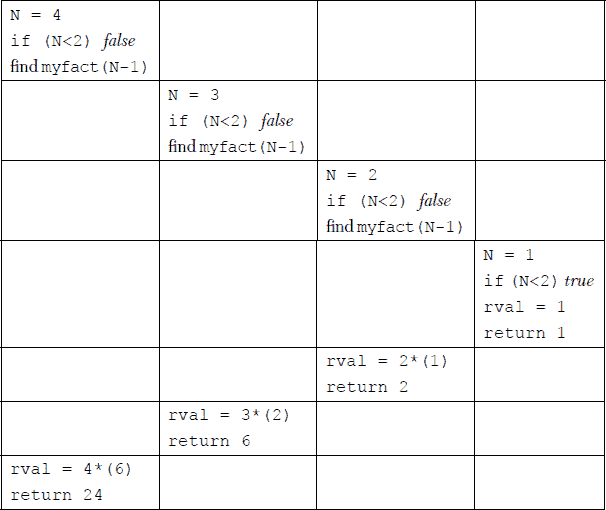 N = 4
if (N<2) false
find myfact(N-1)
N = 3
if (N<2) false
find myfact(N-1)
N = 2
if (N<2) false
find myfact(N-1)
N = 1
if (N<2) true
rval = 1
return 1
rval = 2*(1)
return 2
rval = 3*(2)
return 6
rval = 4*(6)
return 24